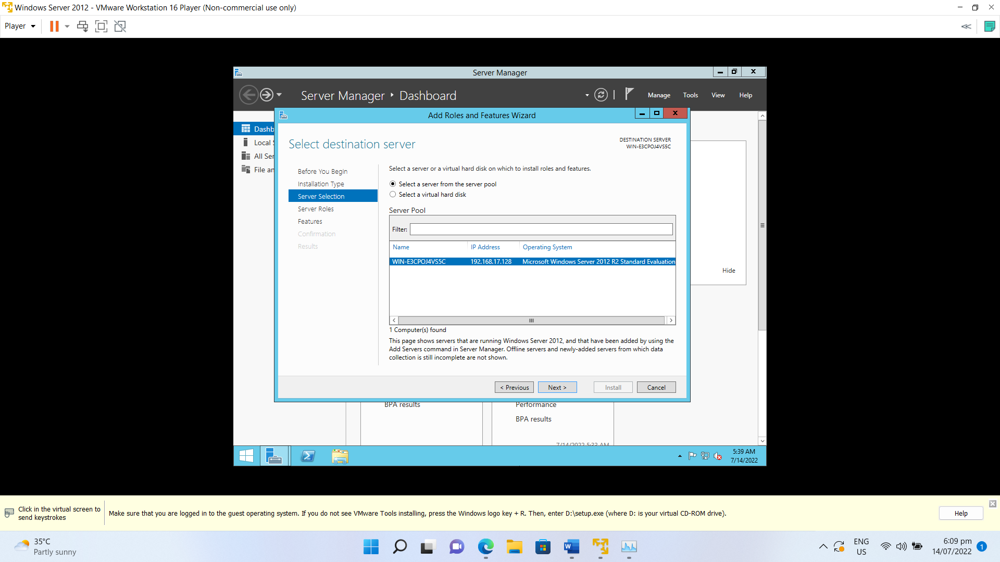 Windows Server 2012 - VMware Workstation 16 Player (Non-commercial use only)
Player
Server Manager
Server Manager Dashboard
Manage Tools View Help
Dashb
Local S
All Ser
File an
Add Roles and Features Wizard
Select destination server
DESTINATION SERVER
WIN-E3CPOJ4VS5C
Before You Begin
Installation Type
Server Selection
Server Roles
Features
Confirmation
Results
Select a server or a virtual hard disk on which to install roles and features.
Select a server from the server pool
Select a virtual hard disk
Server Pool
Filter:
Name IP Address Operating System
WIN-E3CPOJ4VS5C 192.168.17.128 Microsoft Windows Server 2012 R2 Standard Evaluation
1 Computer(s) found
This page shows servers that are running Windows Server 2012, and that have been added by using the
Add Servers command in Server Manager. Offline servers and newly-added servers from which data
collection is still incomplete are not shown.
< Previous Next > Install Cancel
Hide
BPA results
Performance
BPA results
7/14/2022 5:33 AM
5:39 AM
7/14/2022
Click in the virtual screen to
send keystrokes
Make sure that you are logged in to the guest operating system. If you do not see VMware Tools installing, press the Windows logo key + R. Then, enter D:\setup.exe (where D: is your virtual CD-ROM drive).
Help
35°C
Partly sunny
ENG
US
6:09 pm
14/07/2022
1